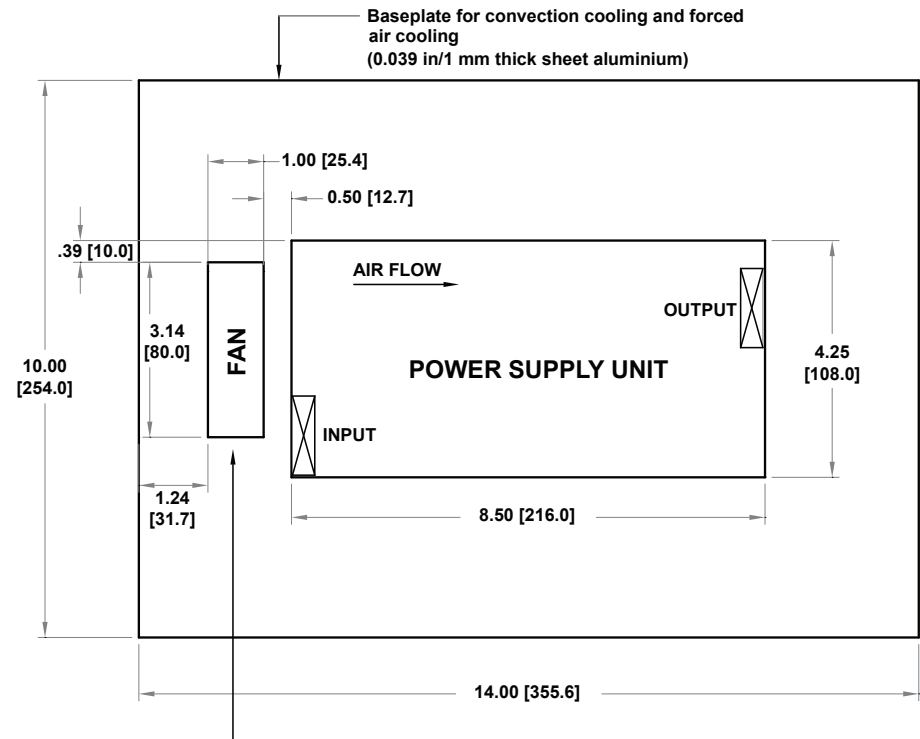 Baseplate for convection cooling and forced
air cooling
(0.039 in/1 mm thick sheet aluminium)
1.00 [25.4]
0.50 [12.7]
.39 [10.0]
AIR FLOW
OUTPUT
3.14
[80.0]
FAN
10.00
[254.0]
POWER SUPPLY UNIT
4.25
[108.0]
INPUT
1.24
[31.7]
8.50 [216.0]
14.00 [355.6]